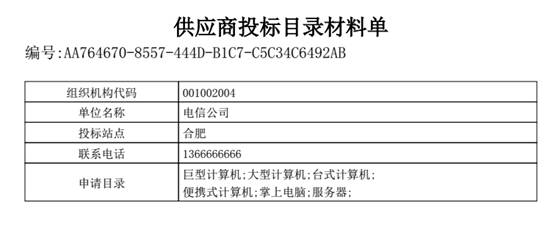 供应商投标目录材料单
编号:AA764670-8557-444D-B1C7-C5C34C6492AB
组织机构代码 001002004
单位名称 电信公司
投标站点 合肥
联系电话 1366666666
申请目录 巨型计算机;大型计算机;台式计算机;
便携式计算机;掌上电脑;服务器;